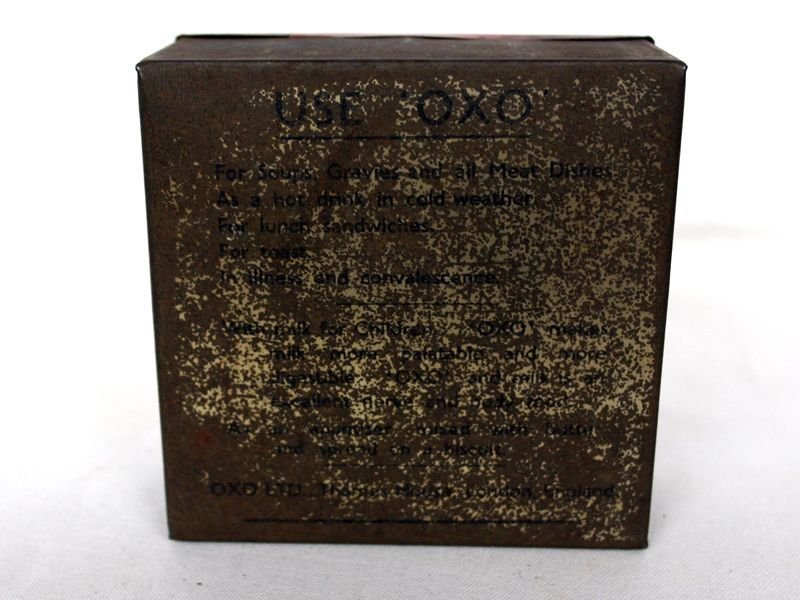 USE 'OXO'
For Soups, Gravies and all Meat Dishes.
As a hot drink in cold weather.
For lunch sandwiches.
For toast.
In illness and convalescence.
With milk for Children. "OXO" makes
milk more palatable and more
digestible. "OXO" and milk is an
excellent nerve and body food.
As an appetiser mixed with butter
and spread on a biscuit.
OXO LTD., Thames House, London, England